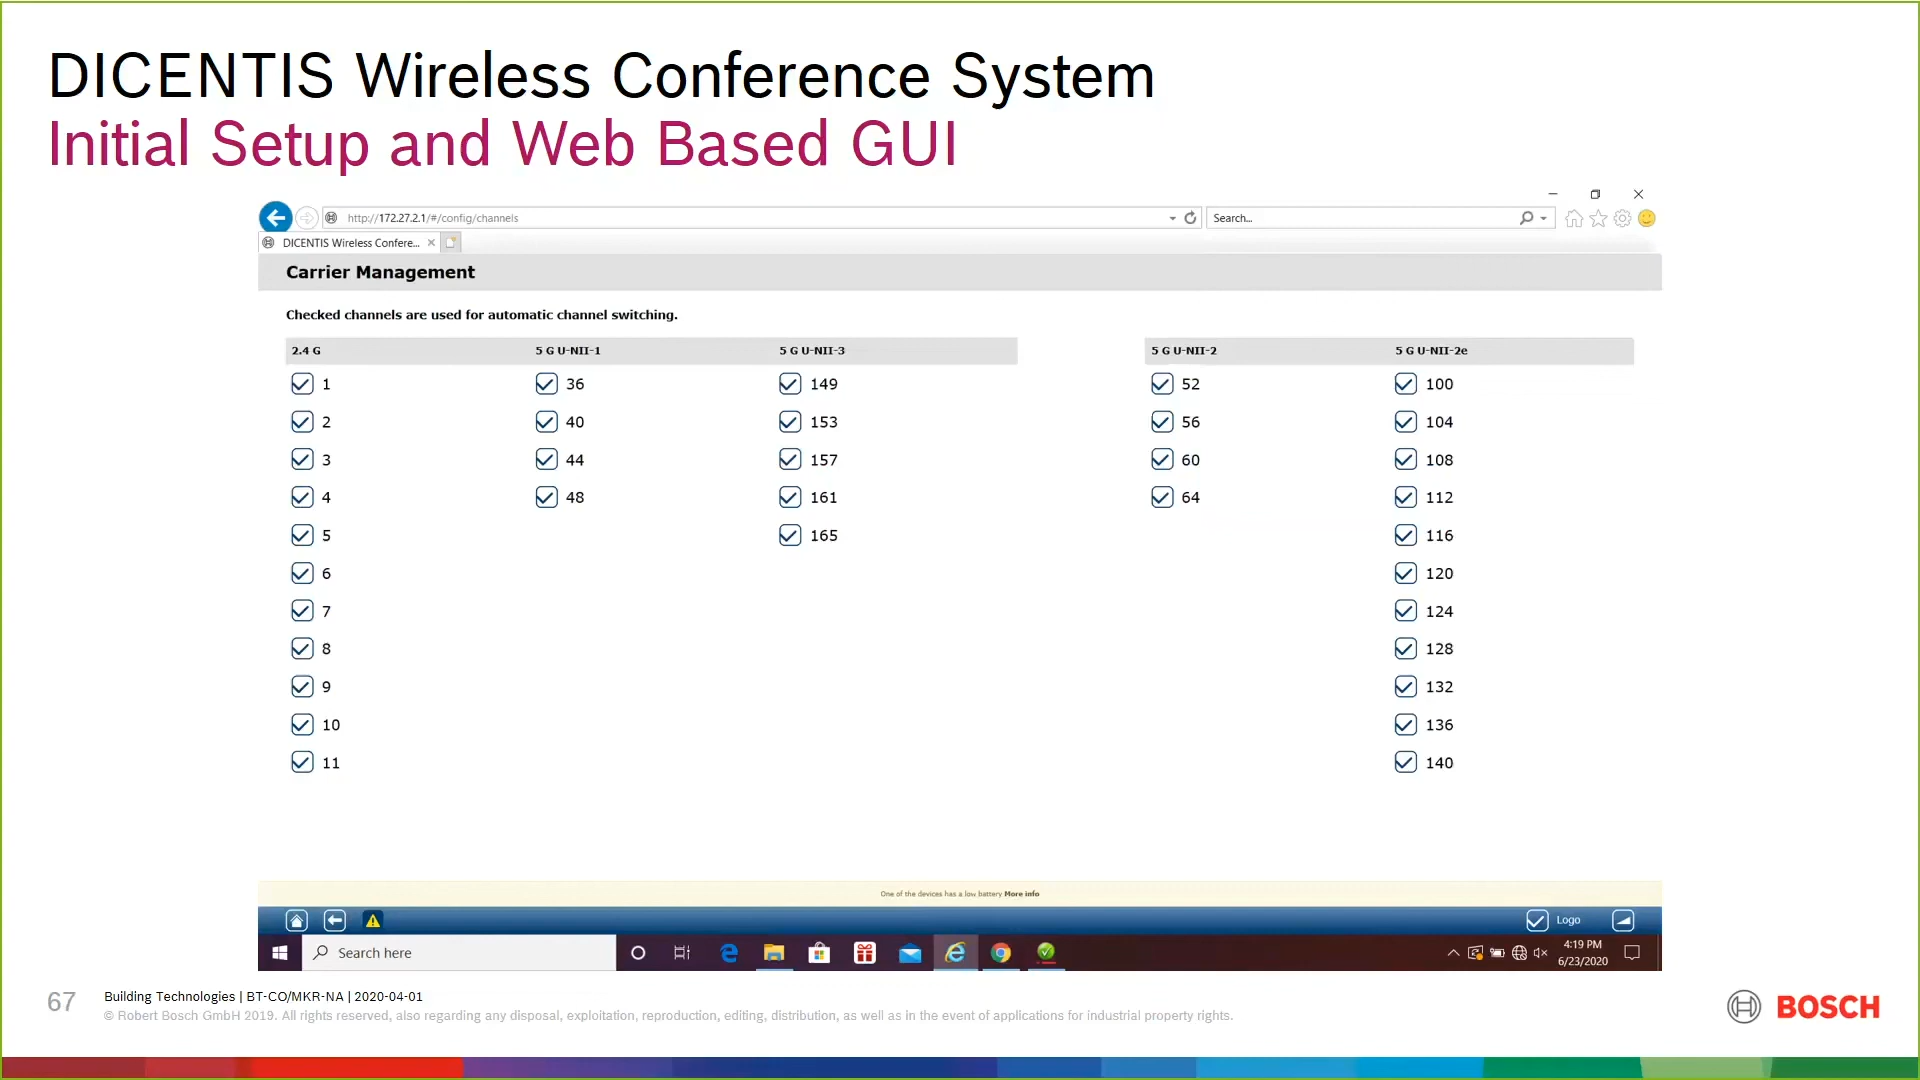 DICENTIS Wireless Conference System
Initial Setup and Web Based GUI
http://172.27.2.1/#/config/channels
Search...
DICENTIS Wireless Confere...
Carrier Management
Checked channels are used for automatic channel switching.
2.4 G 5 G U-NII-1 5 G U-NII-3 5 G U-NII-2 5 G U-NII-2e
1 36 149 52 100
2 40 153 56 104
3 44 157 60 108
4 48 161 64 112
5 165 116
6 120
7 124
8 128
9 132
10 136
11 140
One of the devices has a low battery More info
Logo
Search here
4:19 PM
6/23/2020
67
Building Technologies | BT-CO/MKR-NA | 2020-04-01
© Robert Bosch GmbH 2019. All rights reserved, also regarding any disposal, exploitation, reproduction, editing, distribution, as well as in the event of applications for industrial property rights.
BOSCH